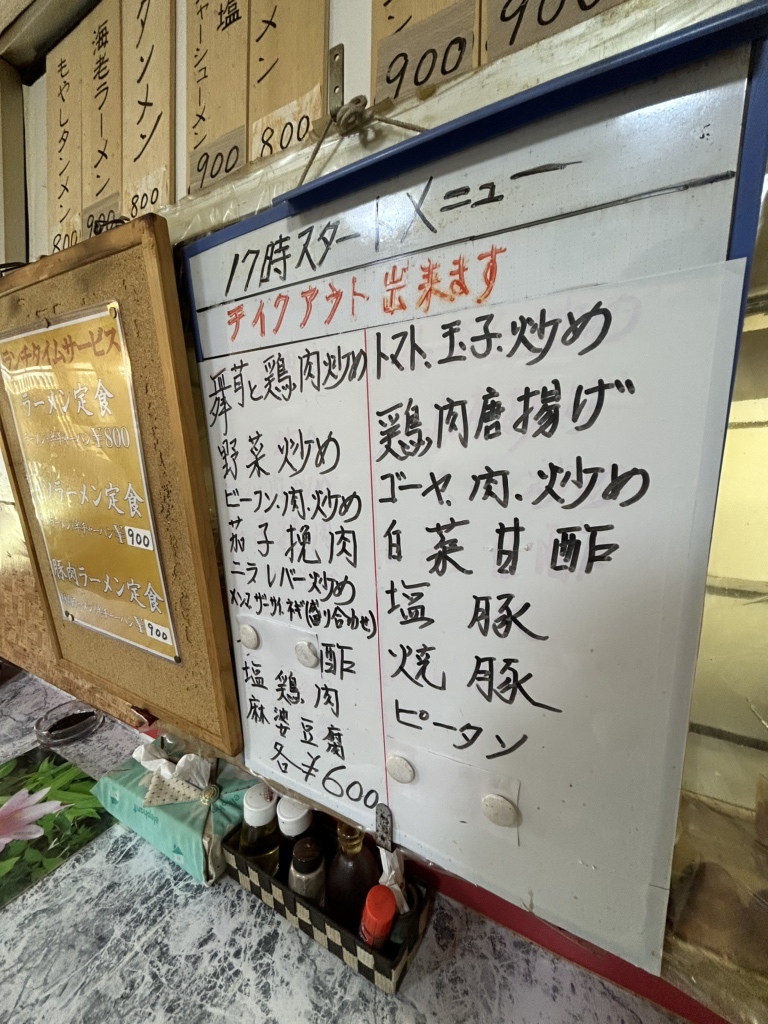 もやしタンメン
800
海老ラーメン
900
タンメン
800
チャーシューメン
900
塩
メン
800
ン
900
900
17時スタートメニュー
テイクアウト出来ます
舞茸と鶏肉炒め
野菜炒め
ビーフン.肉.炒め
茄子挽肉
ニラレバー炒め
メンマ.ザーサイ.ネギ(盛り合わせ)
酢
塩鶏肉
麻婆豆腐
各¥600
トマト.玉子.炒め
鶏肉唐揚げ
ゴーヤ.肉.炒め
白菜甘酢
塩豚
焼豚
ピータン
ランチタイムサービス
ラーメン定食
¥800
ラーメン定食
¥900
豚肉ラーメン定食
¥900